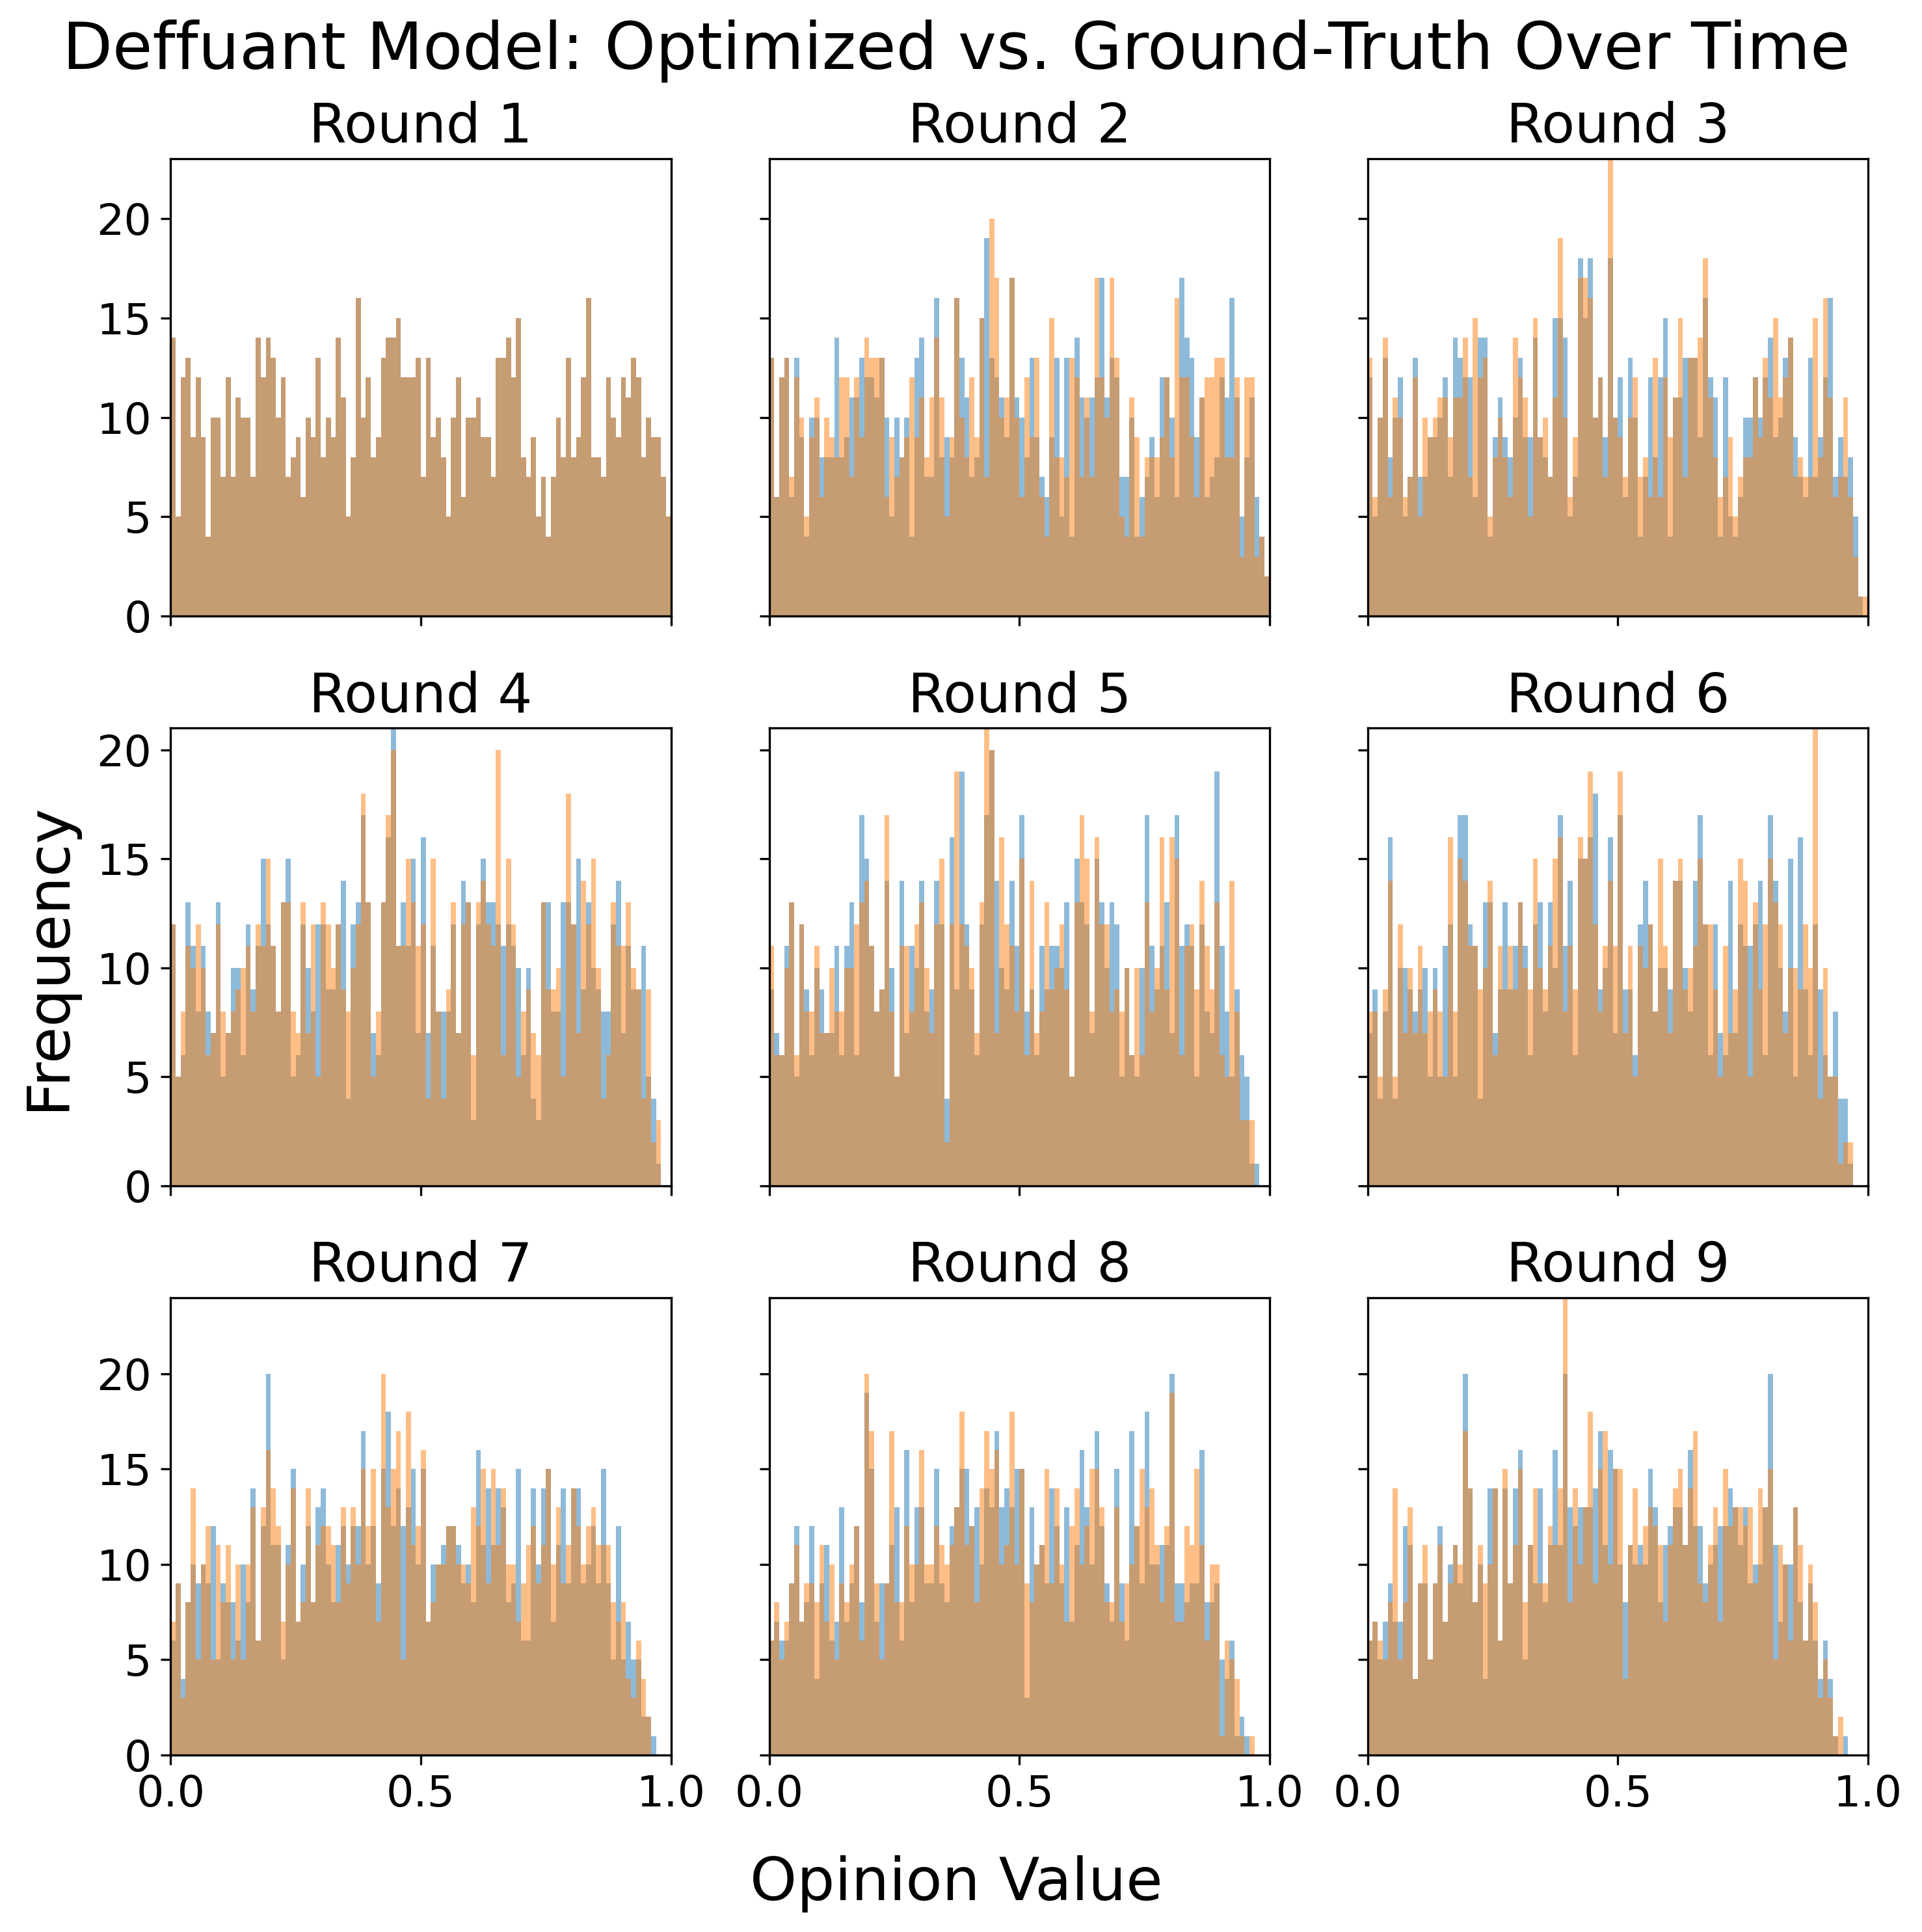 Deffuant Model: Optimized vs. Ground-Truth Over Time
Round 1
Round 2
Round 3
20
15
10
5
0
Round 4
Round 5
Round 6
20
15
10
5
0
Frequency
Round 7
Round 8
Round 9
20
15
10
5
0
0.0 0.5 1.0
0.0 0.5 1.0
0.0 0.5 1.0
Opinion Value